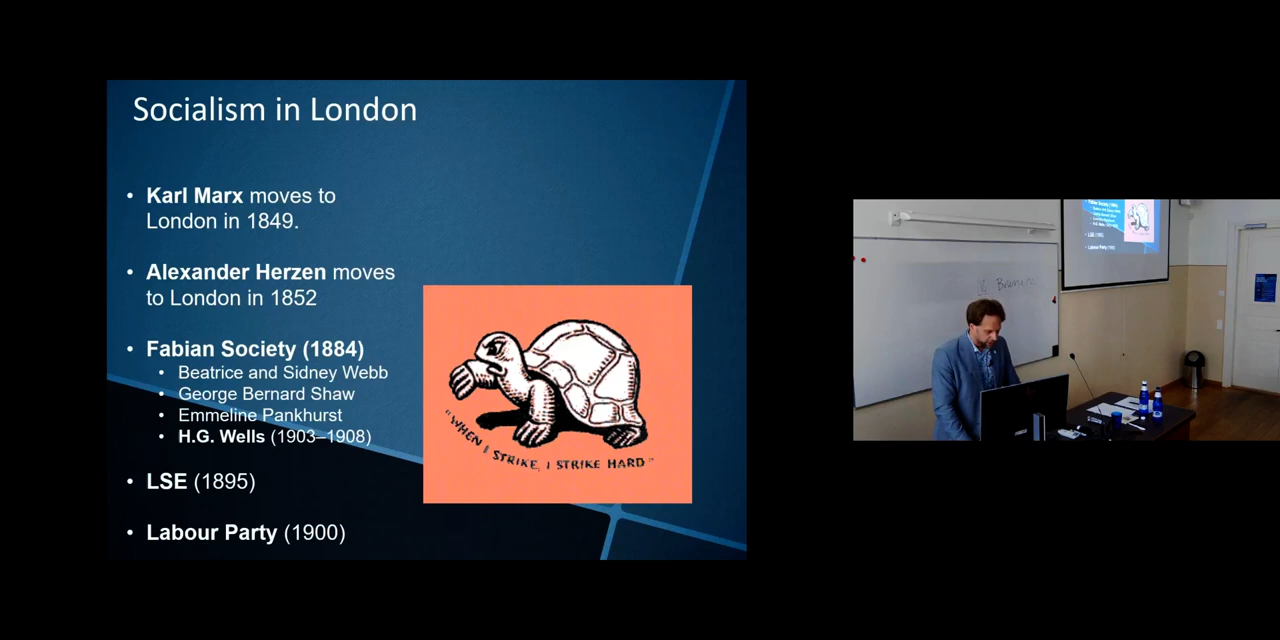 Socialism in London
• Karl Marx moves to
London in 1849.
• Alexander Herzen moves
to London in 1852
• Fabian Society (1884)
• Beatrice and Sidney Webb
• George Bernard Shaw
• Emmeline Pankhurst
• H.G. Wells (1903–1908)
• LSE (1895)
• Labour Party (1900)
"WHEN I STRIKE, I STRIKE HARD"